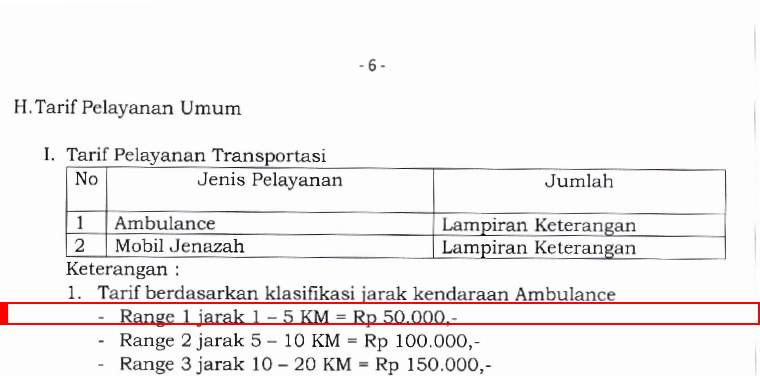 - 6 -
H. Tarif Pelayanan Umum
I. Tarif Pelayanan Transportasi
No Jenis Pelayanan Jumlah
1 Ambulance Lampiran Keterangan
2 Mobil Jenazah Lampiran Keterangan
Keterangan :
1. Tarif berdasarkan klasifikasi jarak kendaraan Ambulance
- Range 1 jarak 1 – 5 KM = Rp 50.000,-
- Range 2 jarak 5 – 10 KM = Rp 100.000,-
- Range 3 jarak 10 – 20 KM = Rp 150.000,-